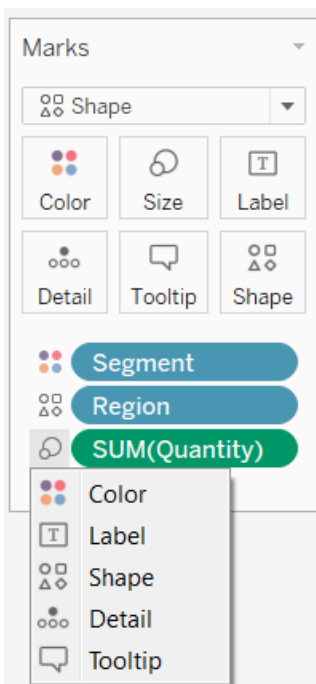 Marks
Shape
Color Size Label
Detail Tooltip Shape
Segment
Region
SUM(Quantity)
Color
Label
Shape
Detail
Tooltip